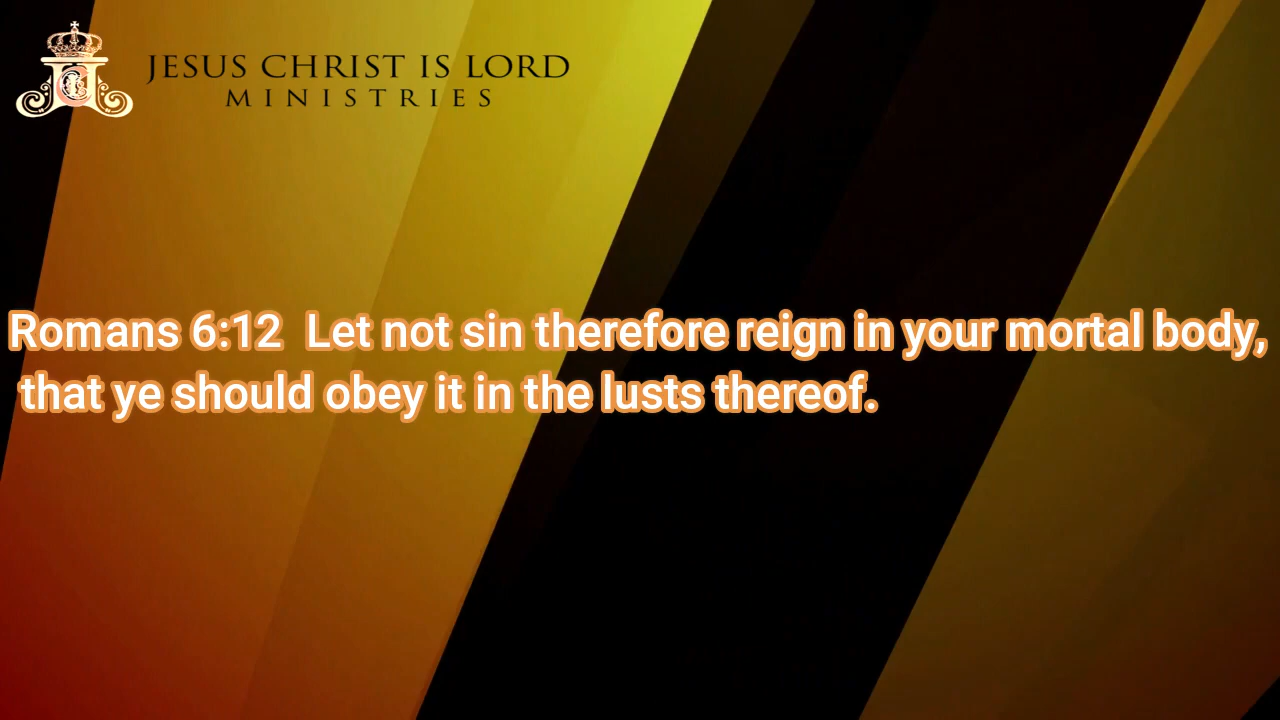 JESUS CHRIST IS LORD
MINISTRIES
Romans 6:12  Let not sin therefore reign in your mortal body,
that ye should obey it in the lusts thereof.